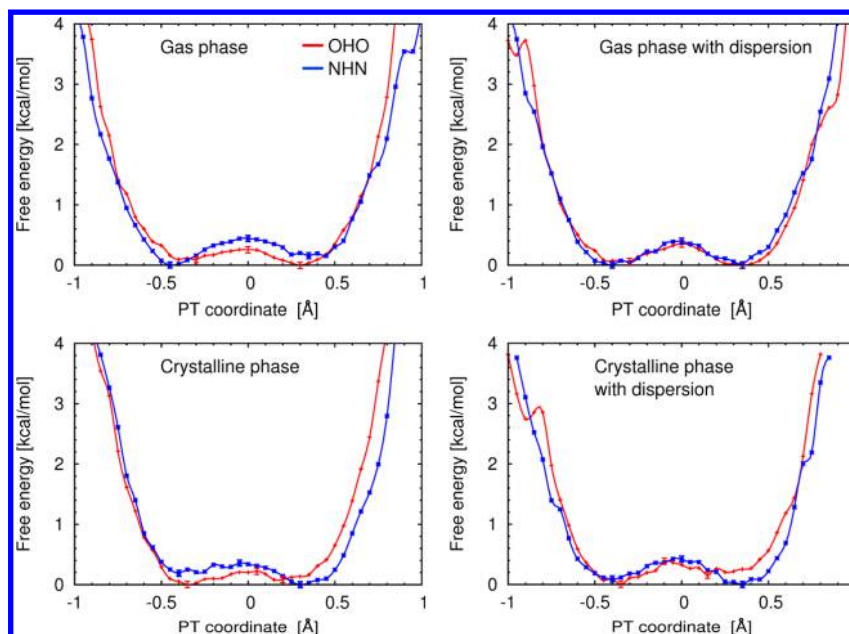 Gas phase
OHO
NHN
Free energy [kcal/mol]
4
3
2
1
0
-1
-0.5
0
0.5
1
PT coordinate [Å]
Gas phase with dispersion
Free energy [kcal/mol]
4
3
2
1
0
-1
-0.5
0
0.5
PT coordinate [Å]
Crystalline phase
Free energy [kcal/mol]
4
3
2
1
0
-1
-0.5
0
0.5
1
PT coordinate [Å]
Crystalline phase
with dispersion
Free energy [kcal/mol]
4
3
2
1
0
-1
-0.5
0
0.5
PT coordinate [Å]